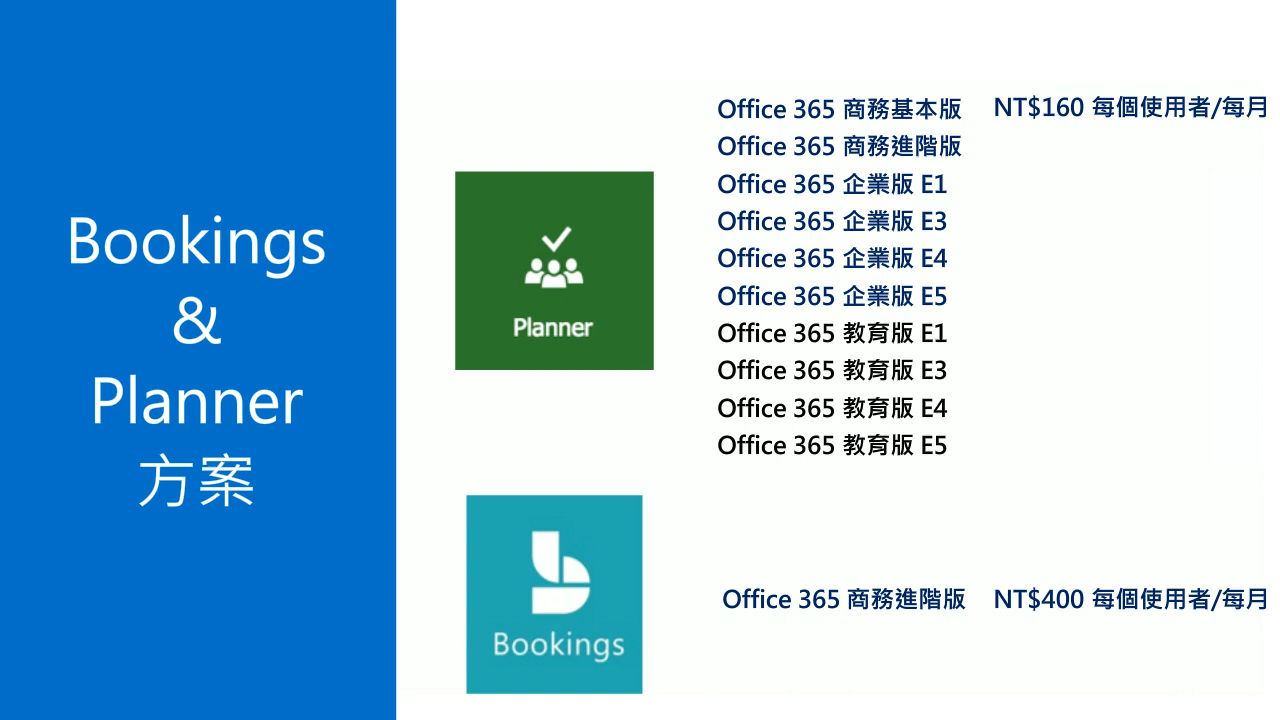 Bookings
&
Planner
方案
Planner
Office 365 商務基本版 NT$160 每個使用者/每月
Office 365 商務進階版
Office 365 企業版 E1
Office 365 企業版 E3
Office 365 企業版 E4
Office 365 企業版 E5
Office 365 教育版 E1
Office 365 教育版 E3
Office 365 教育版 E4
Office 365 教育版 E5
Bookings
Office 365 商務進階版 NT$400 每個使用者/每月